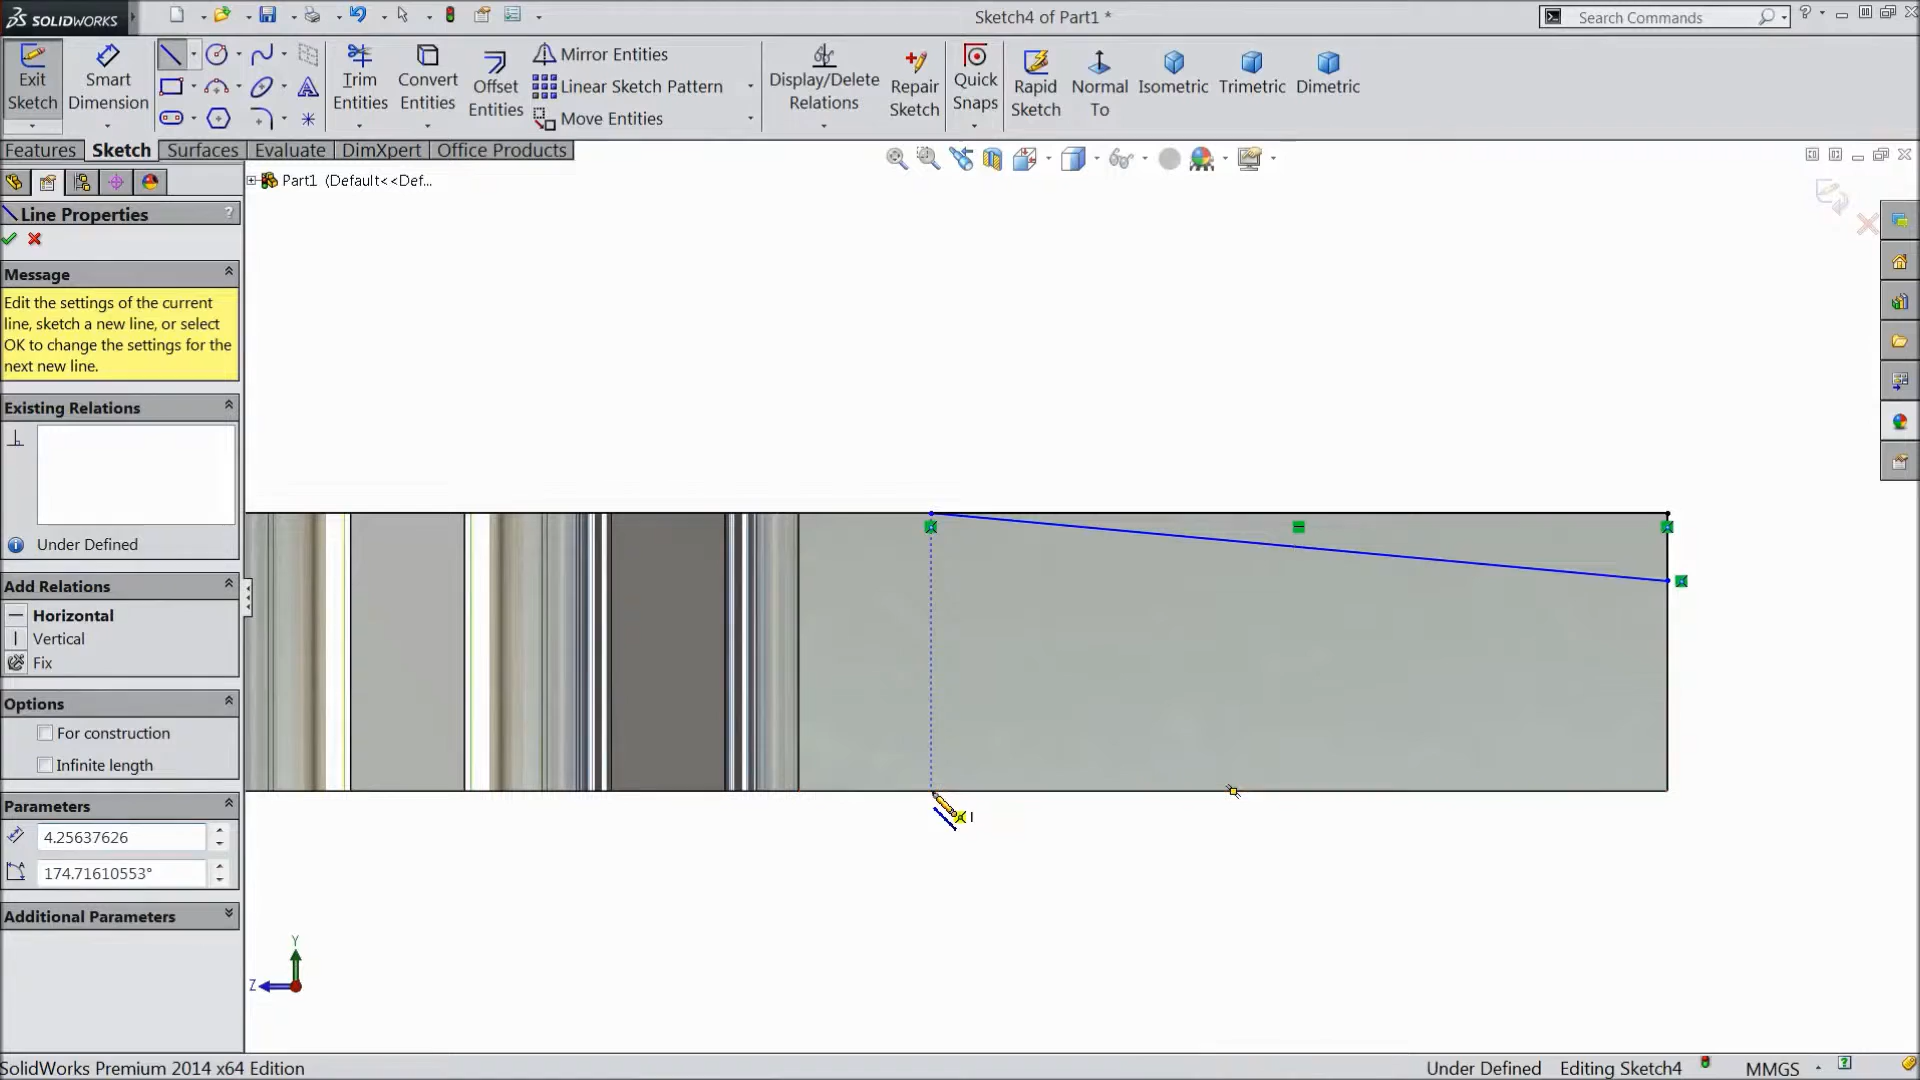 SOLIDWORKS
Sketch4 of Part1 *
Search Commands
Exit Sketch
Smart Dimension
Trim Entities
Convert Entities
Offset Entities
Mirror Entities
Linear Sketch Pattern
Move Entities
Display/Delete Relations
Repair Sketch
Quick Snaps
Rapid Sketch
Normal To
Isometric
Trimetric
Dimetric
Features
Sketch
Surfaces
Evaluate
DimXpert
Office Products
Part1 (Default<<Def...
Line Properties
?
Message
Edit the settings of the current
line, sketch a new line, or select
OK to change the settings for the
next new line.
Existing Relations
Under Defined
Add Relations
Horizontal
Vertical
Fix
Options
For construction
Infinite length
Parameters
4.25637626
174.71610553°
Additional Parameters
Y
Z
SolidWorks Premium 2014 x64 Edition
Under Defined
Editing Sketch4
MMGS